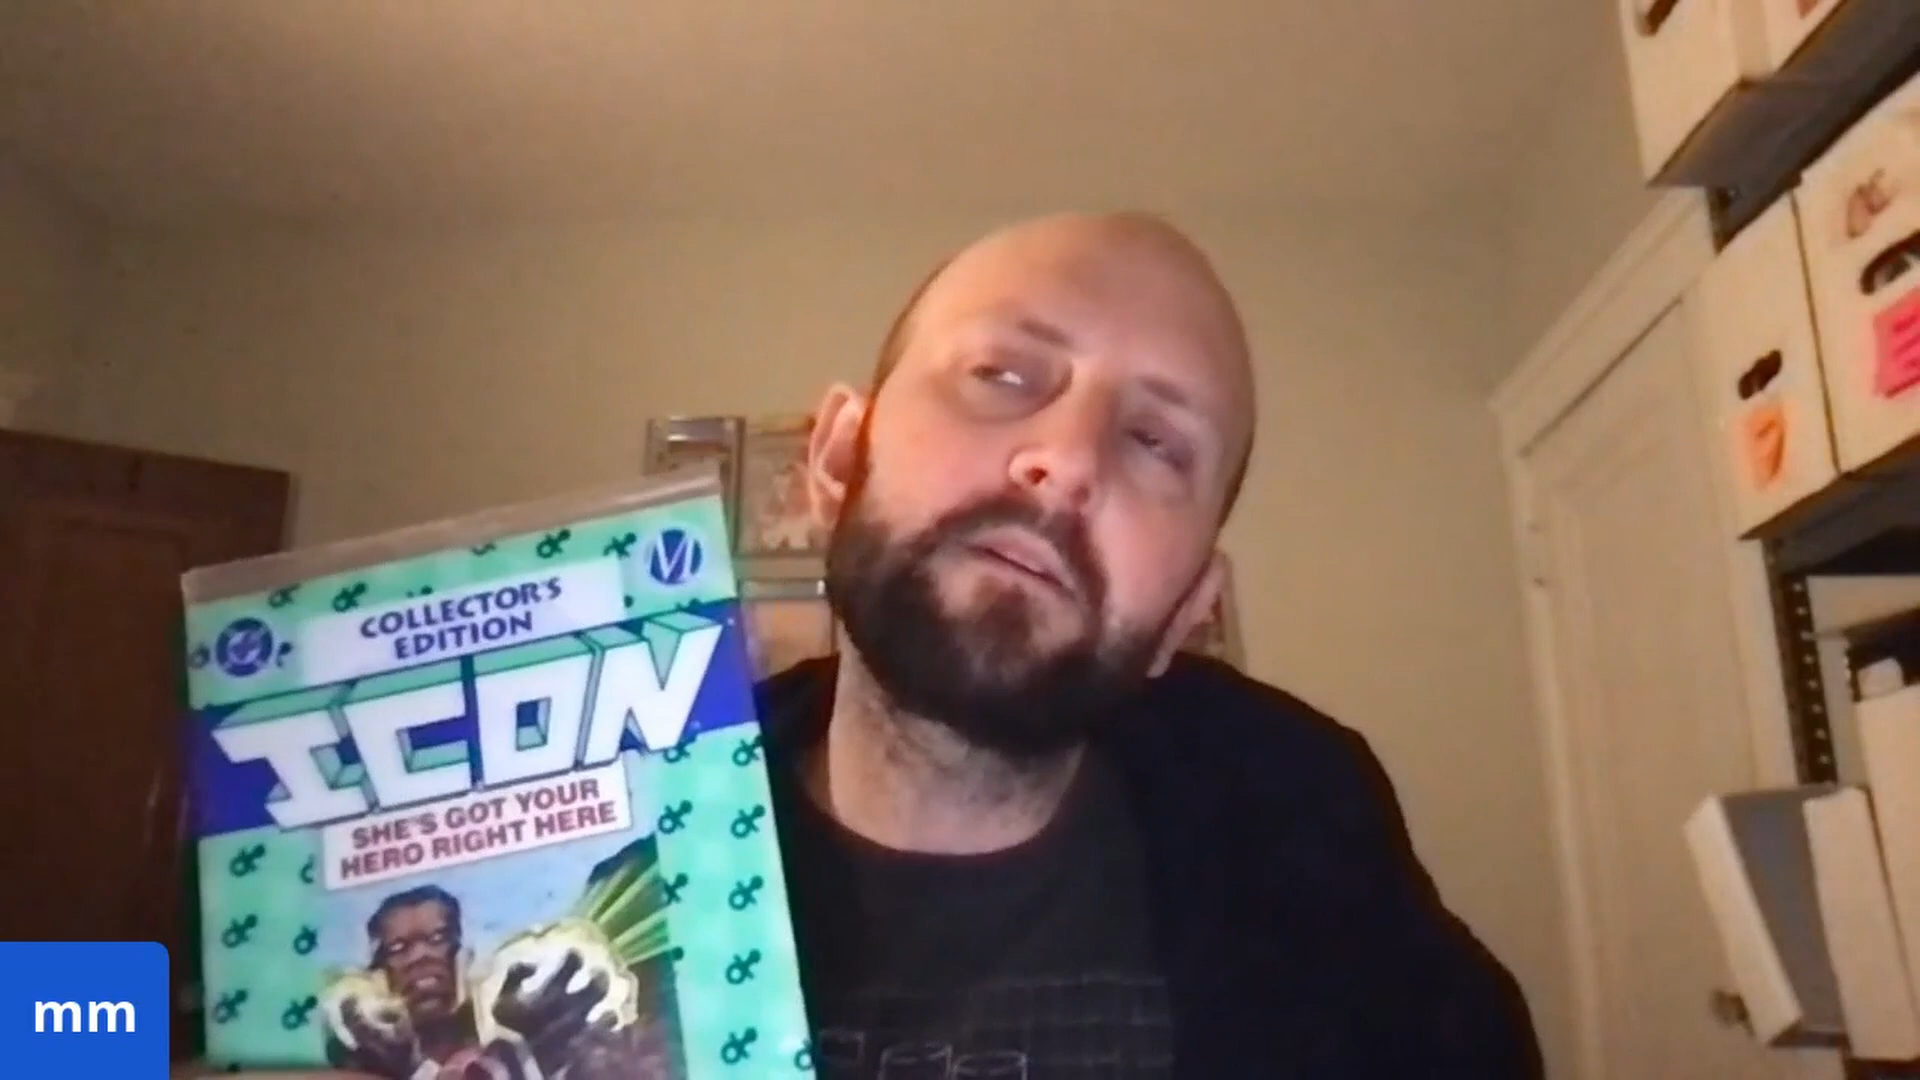 COLLECTOR'S
EDITION
ICON
SHE'S GOT YOUR
HERO RIGHT HERE
mm